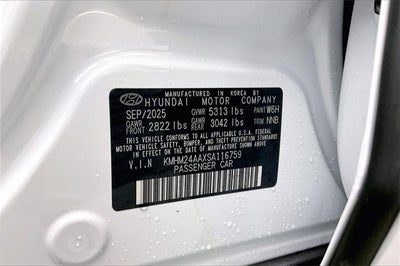 MANUFACTURED IN KOREA BY
HYUNDAI MOTOR COMPANY
SEP/2025 GVWR 5313 lbs PAINT W6H
GAWR FRONT 2822 lbs GAWR REAR 3042 lbs TRIM NNB
THIS VEHICLE CONFORMS TO ALL APPLICABLE U.S.A. FEDERAL
MOTOR VEHICLE SAFETY, BUMPER, AND THEFT PREVENTION STANDARDS
IN EFFECT ON THE DATE OF MANUFACTURE SHOWN ABOVE.
V.I.N KMHM24AAXSA116759
PASSENGER CAR